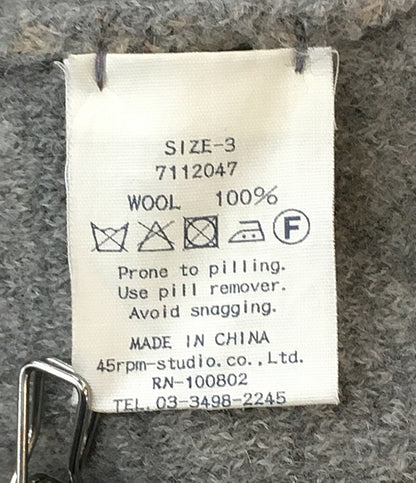 SIZE-3
7112047
WOOL 100%
F
Prone to pilling.
Use pill remover.
Avoid snagging.
MADE IN CHINA
45rpm-studio.co.,Ltd.
RN-100802
TEL.03-3498-2245